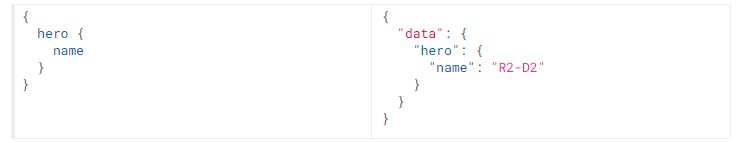 {
  hero {
    name
  }
}
{
  "data": {
    "hero": {
      "name": "R2-D2"
    }
  }
}